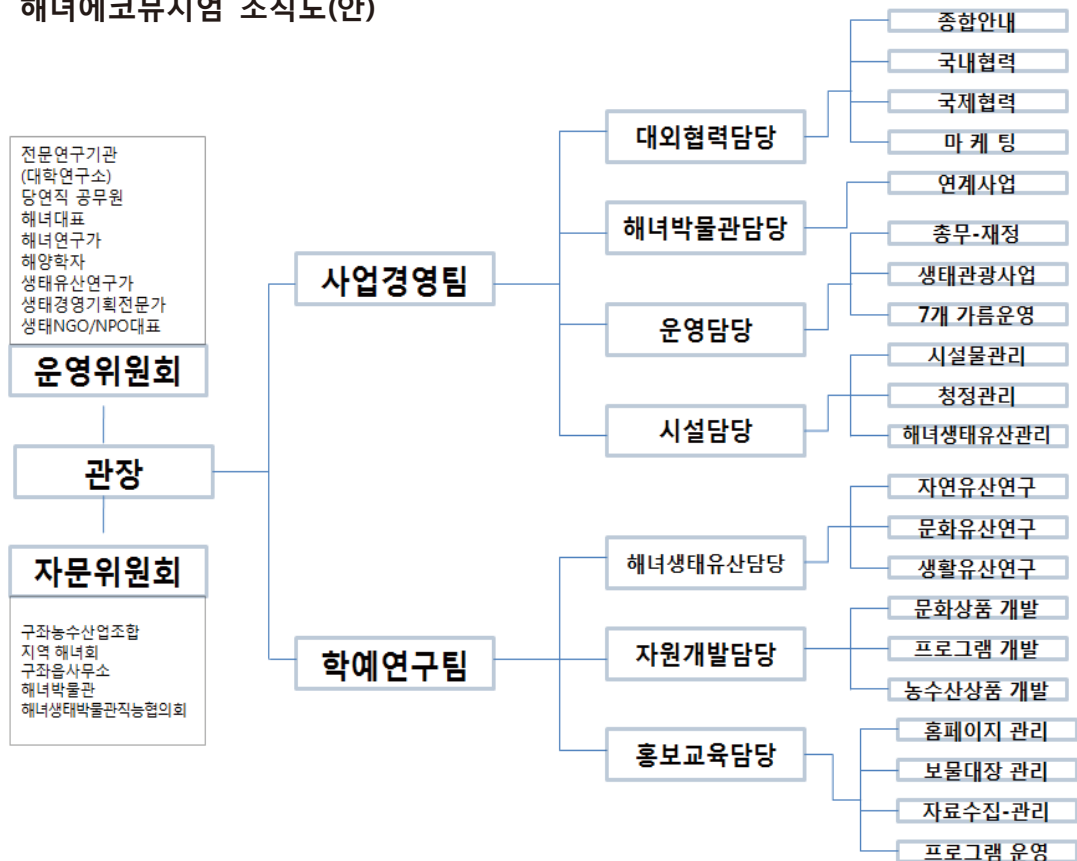 해녀에코뮤지엄 조직도(안)
전문연구기관
(대학연구소)
당연직 공무원
해녀대표
해녀연구가
해양학자
생태유산연구가
생태경영기획전문가
생태NGO/NPO대표
운영위원회
관장
자문위원회
구좌농수산업조합
지역 해녀회
구좌읍사무소
해녀박물관
해녀생태박물관직능협의회
사업경영팀
대외협력담당
종합안내
국내협력
국제협력
마 케 팅
해녀박물관담당
연계사업
운영담당
총무-재정
생태관광사업
7개 가름운영
시설담당
시설물관리
청정관리
해녀생태유산관리
학예연구팀
해녀생태유산담당
자연유산연구
문화유산연구
생활유산연구
자원개발담당
문화상품 개발
프로그램 개발
농수산상품 개발
홍보교육담당
홈페이지 관리
보물대장 관리
자료수집-관리
프로그램 운영